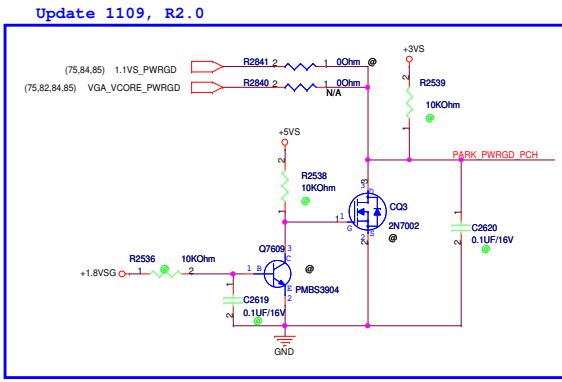 Update 1109, R2.0
+3VS
(75,84,85) 1.1VS_PWRGD R2841 2 1 0Ohm @
(75,82,84,85) VGA_VCORE_PWRGD R2840 2 1 0Ohm
N/A
2 R2539
10KOhm
1 @
+5VS
PARK_PWRGD_PCH
2 R2538
10KOhm
1 @
3 D CQ3
1 G
2 S 2N7002
@
C2620
0.1UF/16V
@
1 2
R2536 10KOhm
+1.8VSG 1 @ 2
Q7609 3
C
1 B @
E PMBS3904
2
1 C2619
0.1UF/16V
2 @
GND